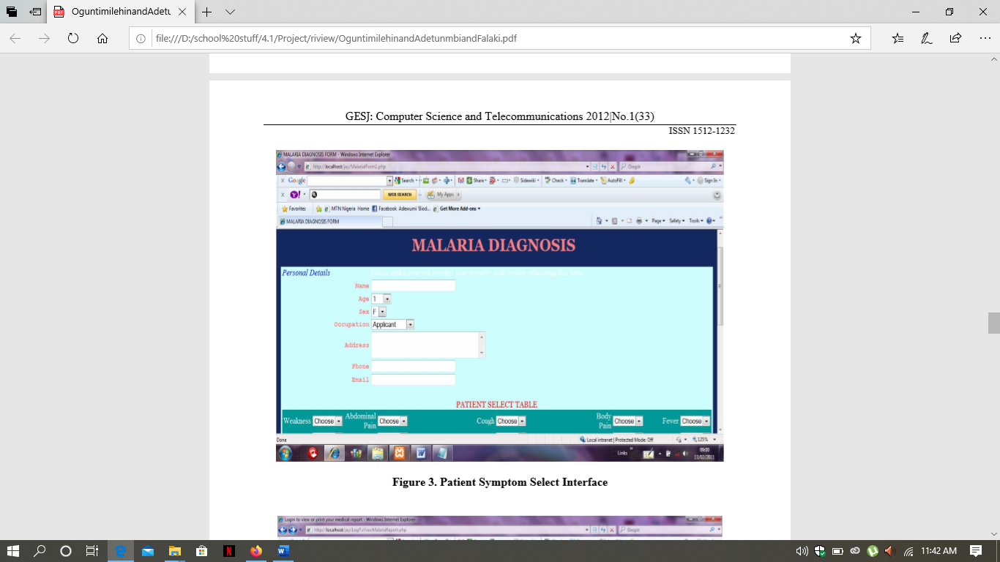 OguntimilehinandAdetu
file:///D:/school%20stuff/4.1/Project/riview/OguntimilehinandAdetunmbiandFalaki.pdf
GESJ: Computer Science and Telecommunications 2012|No.1(33)
ISSN 1512-1232
MALARIA DIAGNOSIS FORM - Windows Internet Explorer
http://localhost/jay/MalariaForm1.php
Google
x Google Search Share Sidewiki Check Translate AutoFill Sign In
x Y! WEB SEARCH My Apps
Favorites MTN Nigeria Home Facebook Adewumi 'Biod... Get More Add-ons
MALARIA DIAGNOSIS FORM Page Safety Tools
MALARIA DIAGNOSIS
Personal Details
Name
Age 1
Sex F
Occupation Applicant
Address
Phone
Email
PATIENT SELECT TABLE
Weakness Choose Abdominal Pain Choose Cough Choose Body Pain Choose Fever Choose
Done Local intranet | Protected Mode: Off 125%
Links 09:00
13/02/2011
Figure 3. Patient Symptom Select Interface
Login to view or print your medical report - Windows Internet Explorer
http://localhost/jay/LogToViewMalariaReport.php
Google
11:42 AM